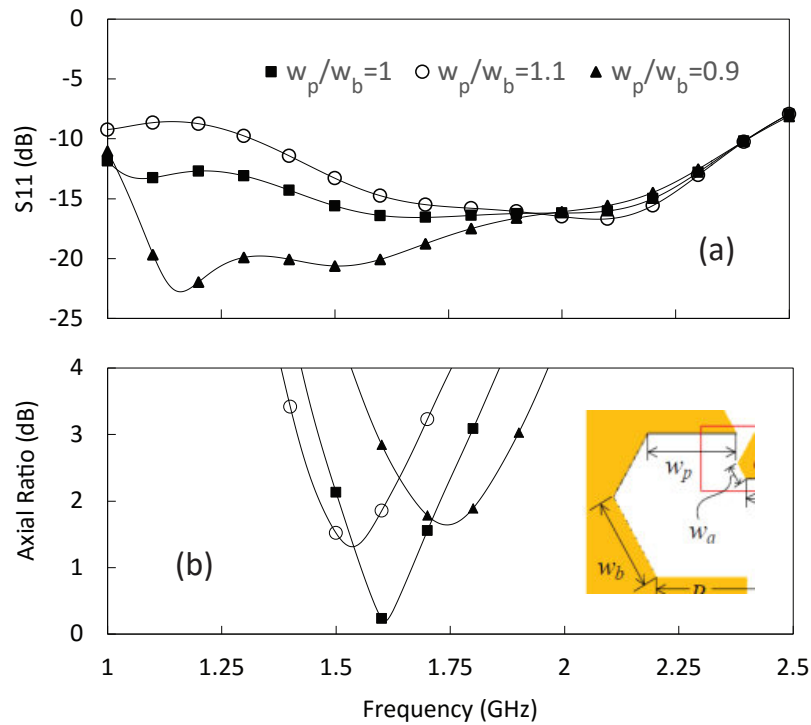 0
-5
-10
-15
-20
-25
S11 (dB)
w_p/w_b=1
w_p/w_b=1.1
w_p/w_b=0.9
(a)
4
3
2
1
0
Axial Ratio (dB)
(b)
w_p
w_a
w_b
1
1.25
1.5
1.75
2
2.25
2.5
Frequency (GHz)